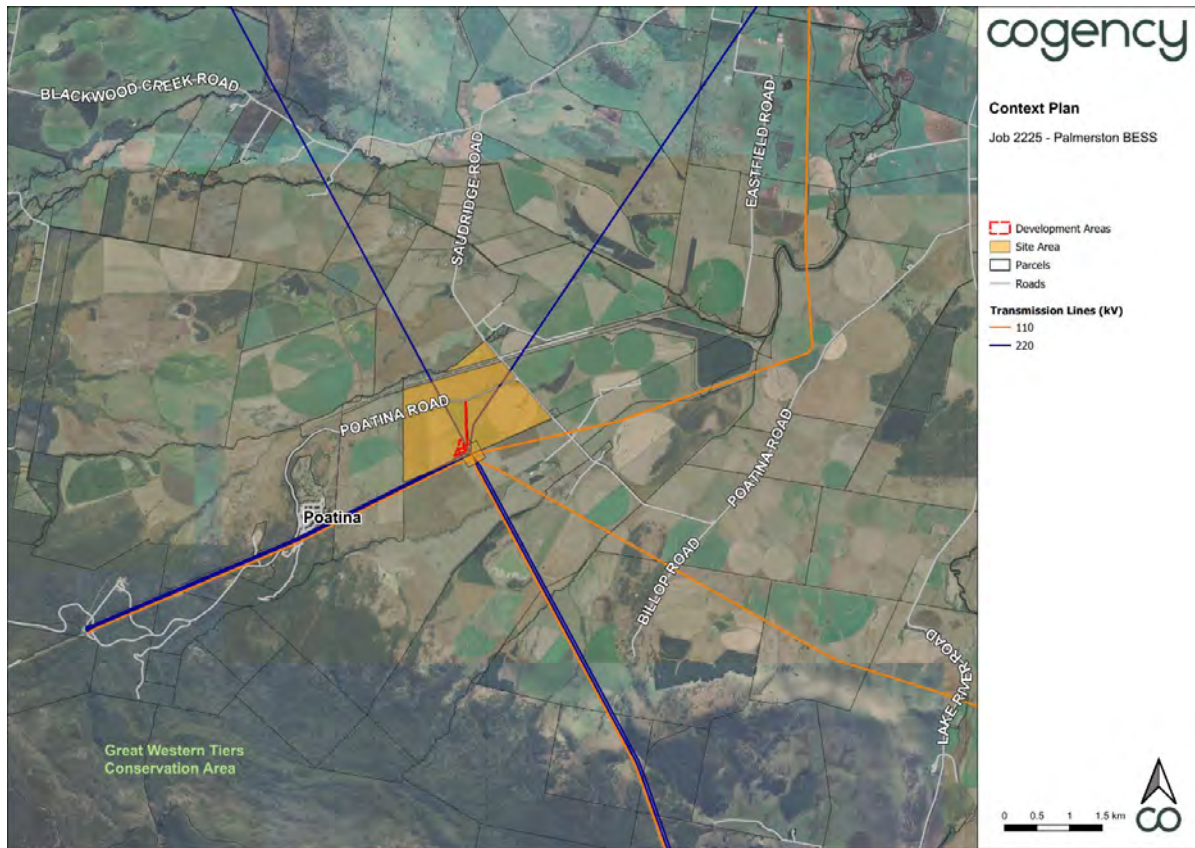 cogency
Context Plan
Job 2225 - Palmerston BESS
Development Areas
Site Area
Parcels
Roads
Transmission Lines (kV)
110
220
BLACKWOOD CREEK ROAD
SAUDRIDGE ROAD
EASTFIELD ROAD
POATINA ROAD
POATINA ROAD
Poatina
BILLOP ROAD
LAKE RIVER ROAD
Great Western Tiers
Conservation Area
0 0.5 1 1.5 km
CO